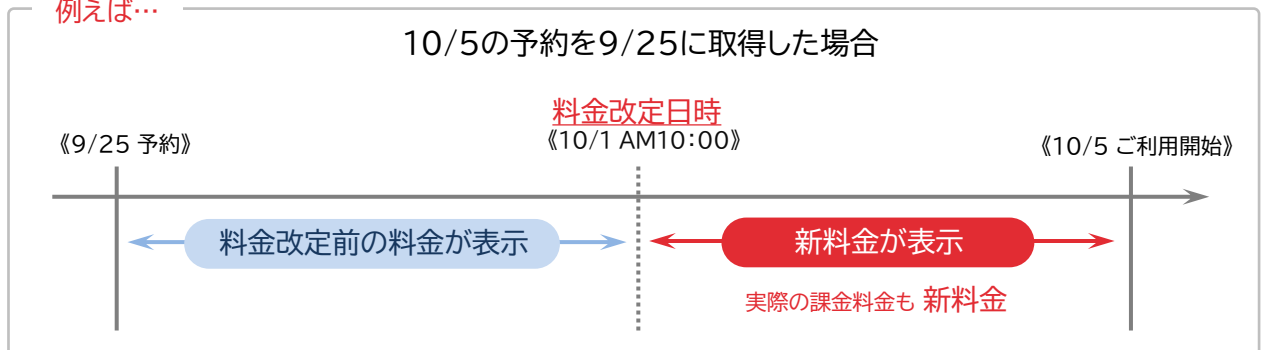 例えば…
10/5の予約を9/25に取得した場合
料金改定日時
《9/25 予約》
《10/1 AM10:00》
《10/5 ご利用開始》
料金改定前の料金が表示
新料金が表示
実際の課金料金も 新料金